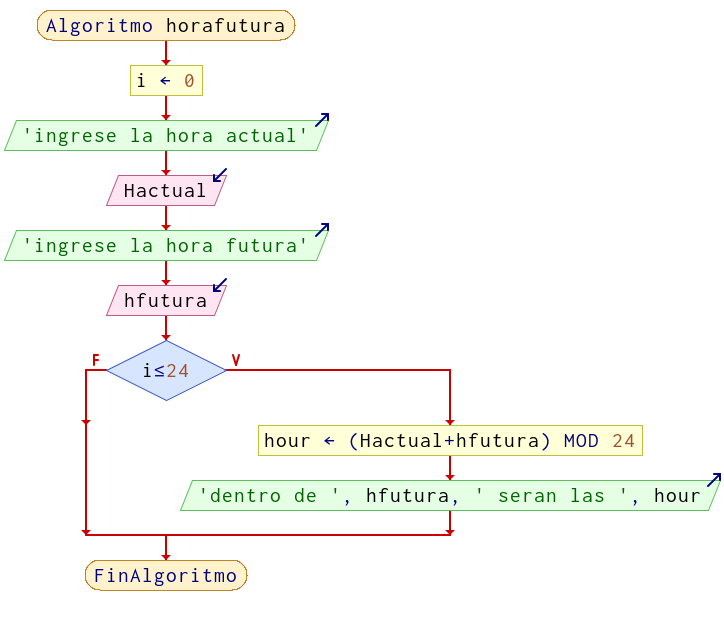 Algoritmo horafutura
i ← 0
'ingrese la hora actual'
Hactual
'ingrese la hora futura'
hfutura
F
i≤24
V
hour ← (Hactual+hfutura) MOD 24
'dentro de ', hfutura, ' seran las ', hour
FinAlgoritmo